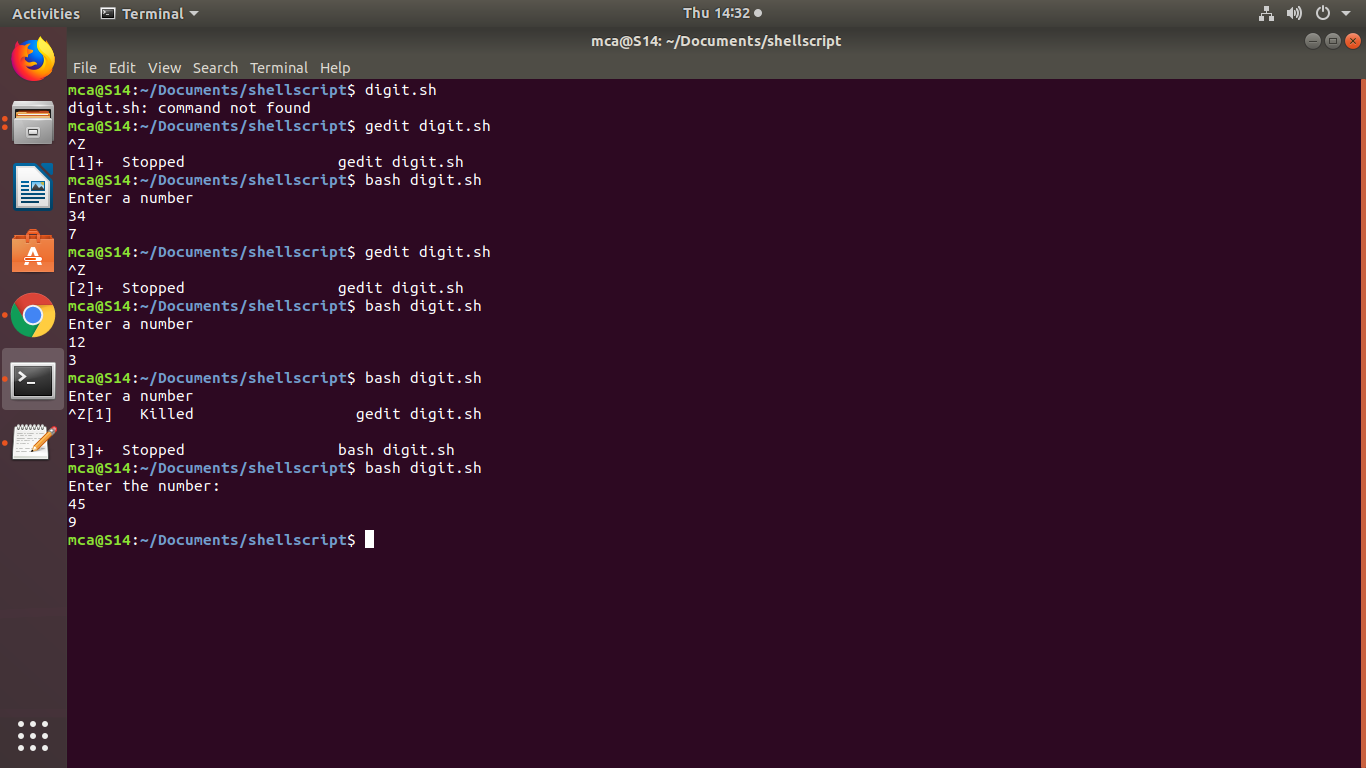 Activities Terminal Thu 14:32
mca@S14: ~/Documents/shellscript
File Edit View Search Terminal Help
mca@S14:~/Documents/shellscript$ digit.sh
digit.sh: command not found
mca@S14:~/Documents/shellscript$ gedit digit.sh
^Z
[1]+  Stopped                 gedit digit.sh
mca@S14:~/Documents/shellscript$ bash digit.sh
Enter a number
34
7
mca@S14:~/Documents/shellscript$ gedit digit.sh
^Z
[2]+  Stopped                 gedit digit.sh
mca@S14:~/Documents/shellscript$ bash digit.sh
Enter a number
12
3
mca@S14:~/Documents/shellscript$ bash digit.sh
Enter a number
^Z[1]   Killed                  gedit digit.sh
[3]+  Stopped                 bash digit.sh
mca@S14:~/Documents/shellscript$ bash digit.sh
Enter the number:
45
9
mca@S14:~/Documents/shellscript$